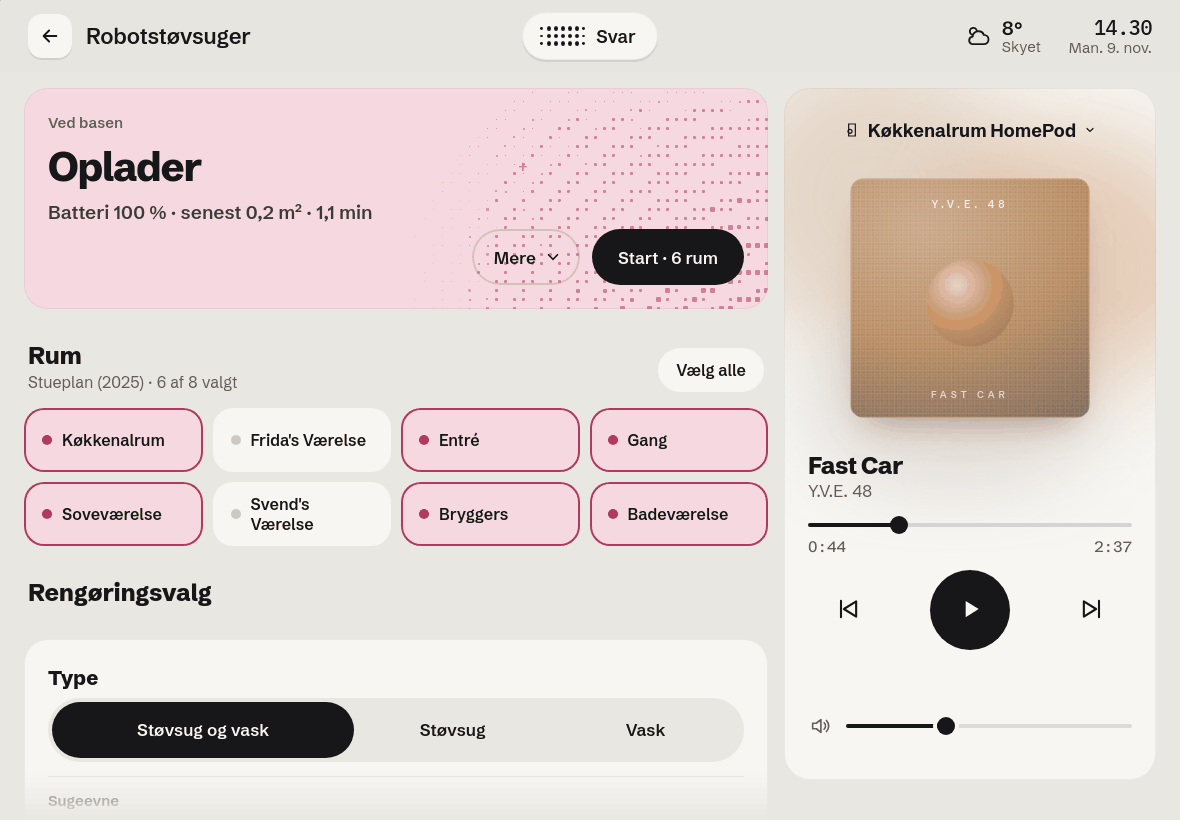 Robotstøvsuger
Svar
8°
Skyet
14.30
Man. 9. nov.
Ved basen
Oplader
Batteri 100 % · senest 0,2 m² · 1,1 min
Mere
Start · 6 rum
Rum
Stueplan (2025) · 6 af 8 valgt
Vælg alle
Køkkenalrum
Frida's Værelse
Entré
Gang
Soveværelse
Svend's
Værelse
Bryggers
Badeværelse
Rengøringsvalg
Type
Støvsug og vask
Støvsug
Vask
Sugeevne
Køkkenalrum HomePod
Y.V.E. 48
FAST CAR
Fast Car
Y.V.E. 48
0:44
2:37